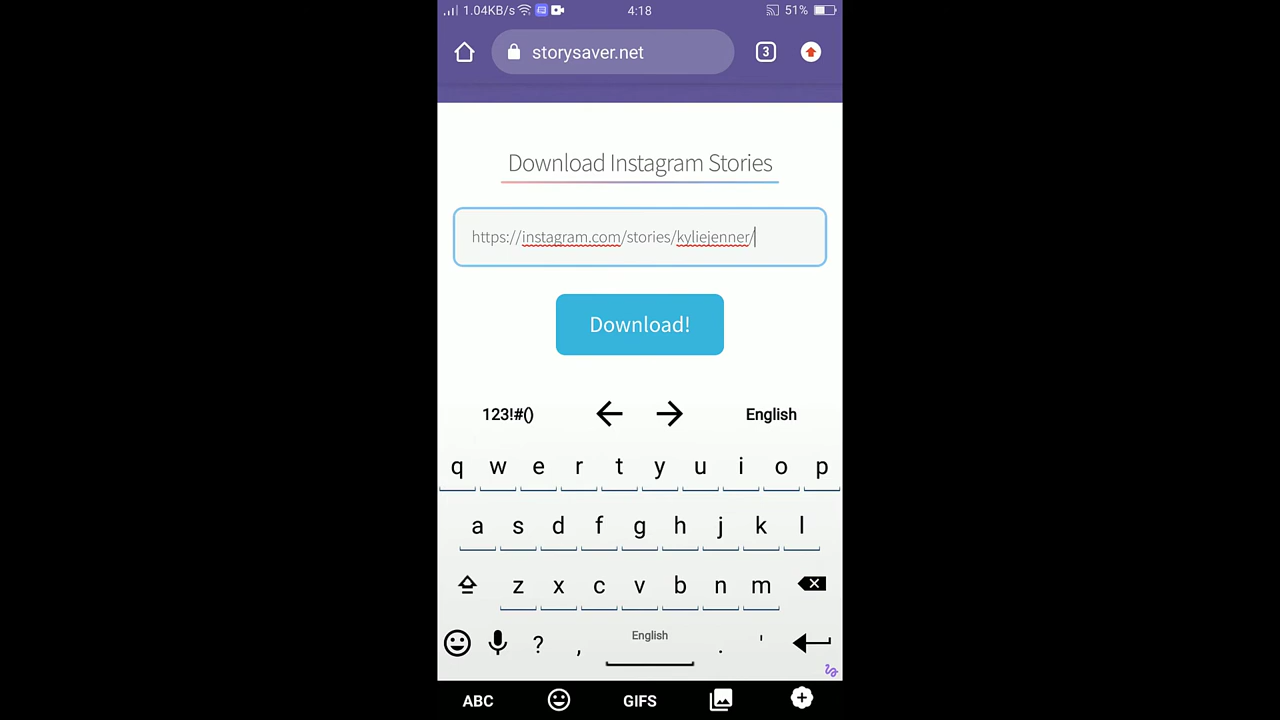 1.04KB/s 4:18 51%
storysaver.net 3
Download Instagram Stories
https://instagram.com/stories/kyliejenner/
Download!
123!#() English
q w e r t y u i o p
a s d f g h j k l
z x c v b n m
? , English . '
ABC GIFS